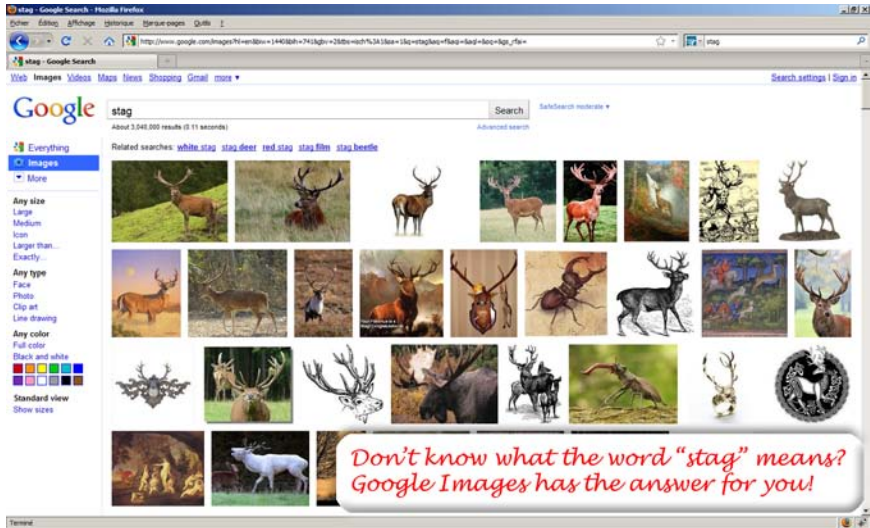 stag - Google Search - Mozilla Firefox
Fichier Édition Affichage Historique Marque-pages Outils ?
stag
stag - Google Search
Web Images Videos Maps News Shopping Gmail more ▼
Search settings | Sign in
Google
stag
Search
SafeSearch moderate ▼
About 3,040,000 results (0.11 seconds)
Advanced search
Everything
Images
More
Related searches: white stag stag deer red stag stag film stag beetle
Any size
Large
Medium
Icon
Larger than...
Exactly...
Any type
Face
Photo
Clip art
Line drawing
Any color
Full color
Black and white
Standard view
Show sizes
Don't know what the word “stag” means?
Google Images has the answer for you!
Terminé